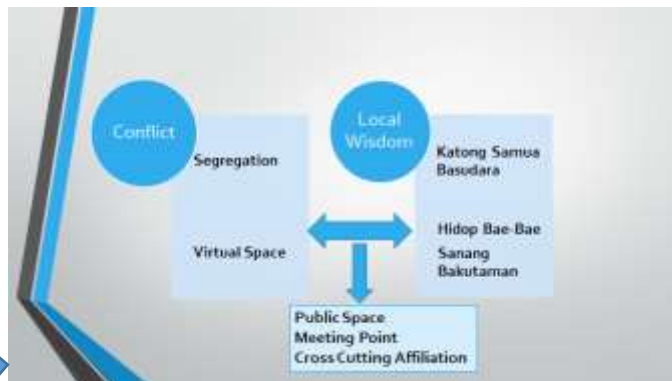 Conflict
Segregation
Virtual Space
Local
Wisdom
Katong Samua
Basudara
Hidop Bae-Bae
Sanang
Bakutaman
Public Space
Meeting Point
Cross Cutting Affiliation